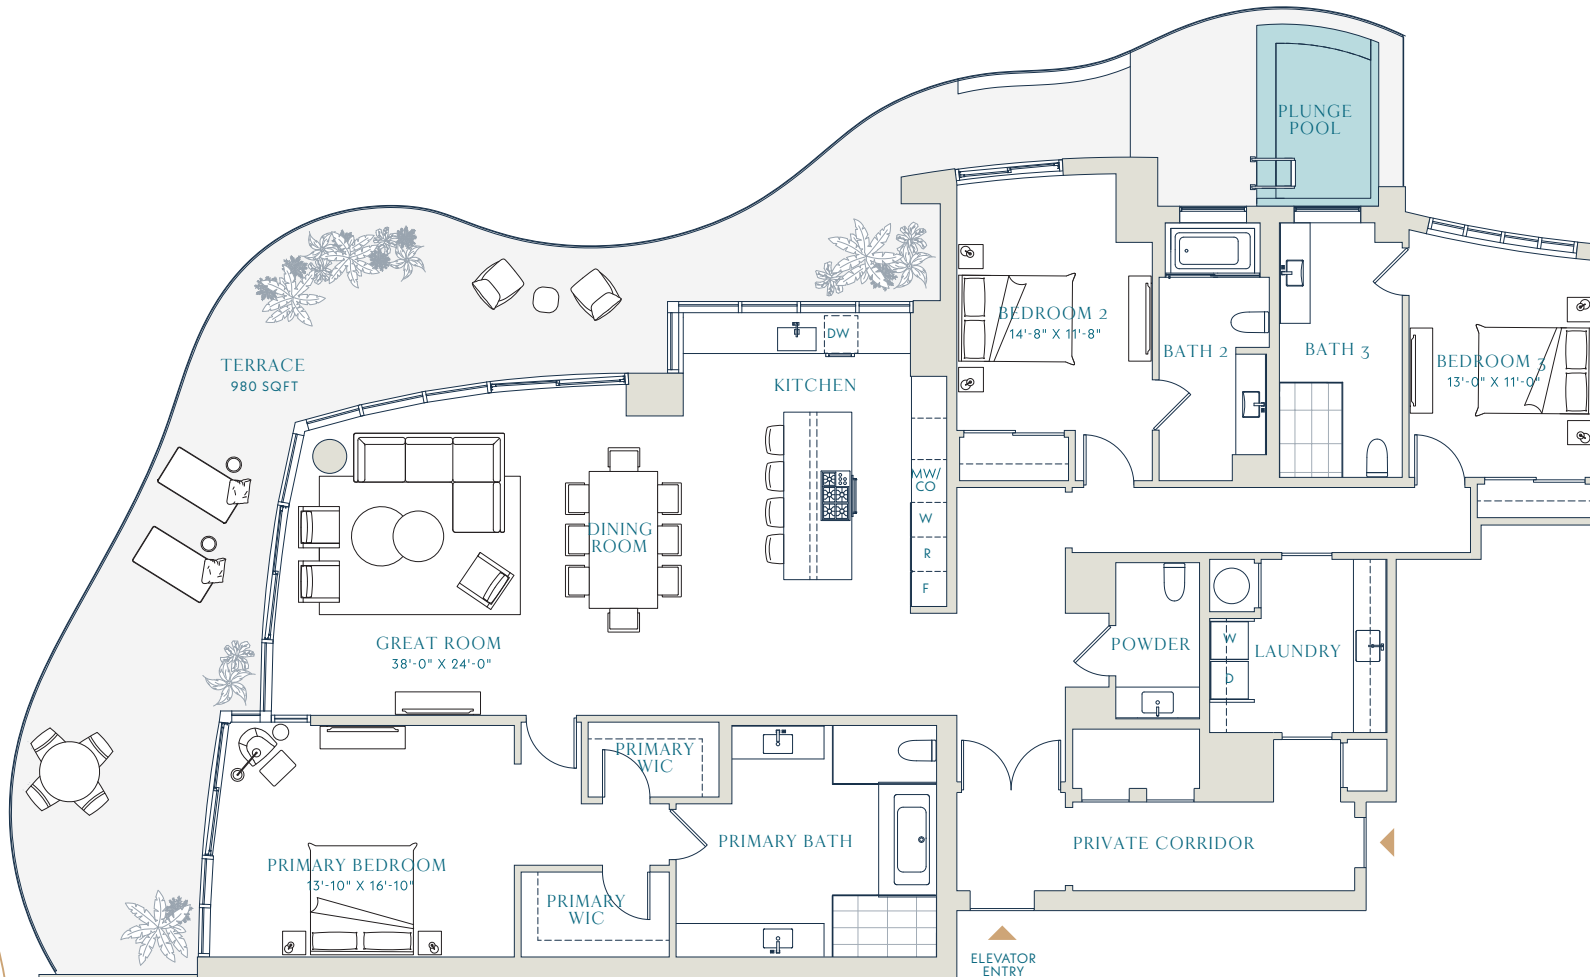 PLUNGE
POOL
TERRACE
980 SQFT
DW
KITCHEN
BEDROOM 2
14'-8" X 11'-8"
BATH 2
BATH 3
BEDROOM 3
13'-0" X 11'-0"
MW/
CO
W
R
F
DINING
ROOM
GREAT ROOM
38'-0" X 24'-0"
POWDER
W
D
LAUNDRY
PRIMARY
WIC
PRIMARY BATH
PRIVATE CORRIDOR
PRIMARY BEDROOM
13'-10" X 16'-10"
PRIMARY
WIC
ELEVATOR
ENTRY